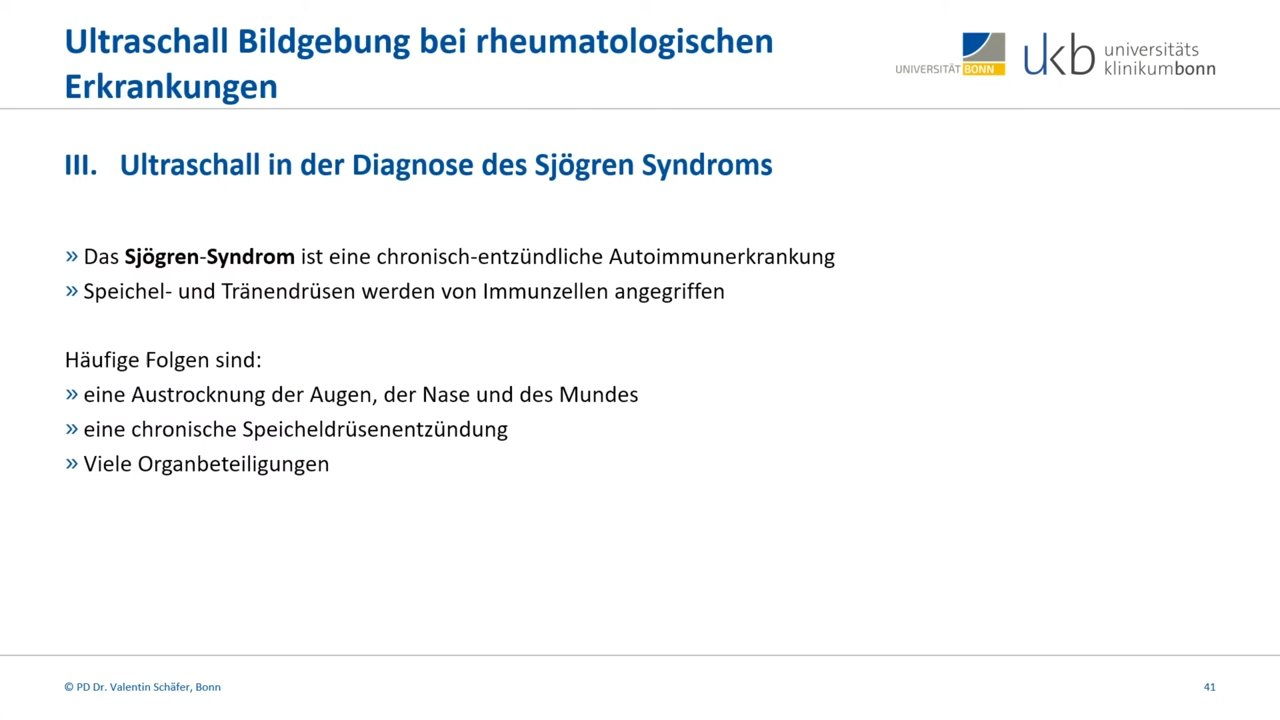 Ultraschall Bildgebung bei rheumatologischen
Erkrankungen
UNIVERSITÄT BONN
ukb universitäts
klinikumbonn
III. Ultraschall in der Diagnose des Sjögren Syndroms
» Das Sjögren-Syndrom ist eine chronisch-entzündliche Autoimmunerkrankung
» Speichel- und Tränendrüsen werden von Immunzellen angegriffen
Häufige Folgen sind:
» eine Austrocknung der Augen, der Nase und des Mundes
» eine chronische Speicheldrüsenentzündung
» Viele Organbeteiligungen
© PD Dr. Valentin Schäfer, Bonn
41